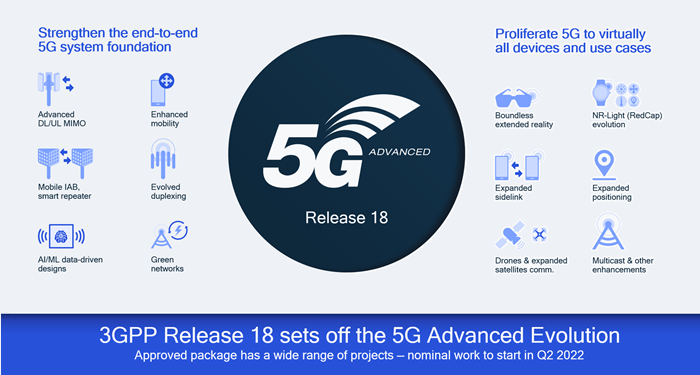 Strengthen the end-to-end
5G system foundation
Advanced
DL/UL MIMO
Enhanced
mobility
Mobile IAB,
smart repeater
Evolved
duplexing
AI/ML data-driven
designs
Green
networks
5G
ADVANCED
Release 18
Proliferate 5G to virtually
all devices and use cases
Boundless
extended reality
NR-Light (RedCap)
evolution
Expanded
sidelink
Expanded
positioning
Drones & expanded
satellites comm.
Multicast & other
enhancements
3GPP Release 18 sets off the 5G Advanced Evolution
Approved package has a wide range of projects – nominal work to start in Q2 2022